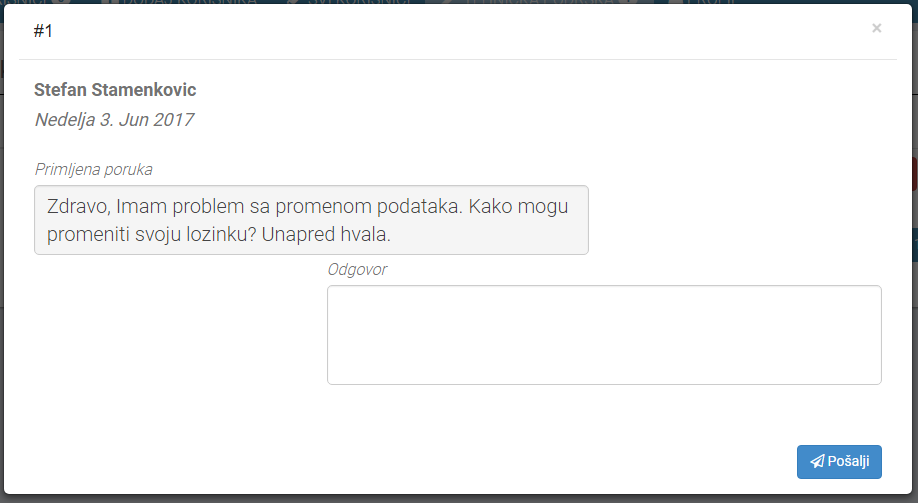 #1
×
Stefan Stamenkovic
Nedelja 3. Jun 2017
Primljena poruka
Zdravo, Imam problem sa promenom podataka. Kako mogu
promeniti svoju lozinku? Unapred hvala.
Odgovor
Pošalji